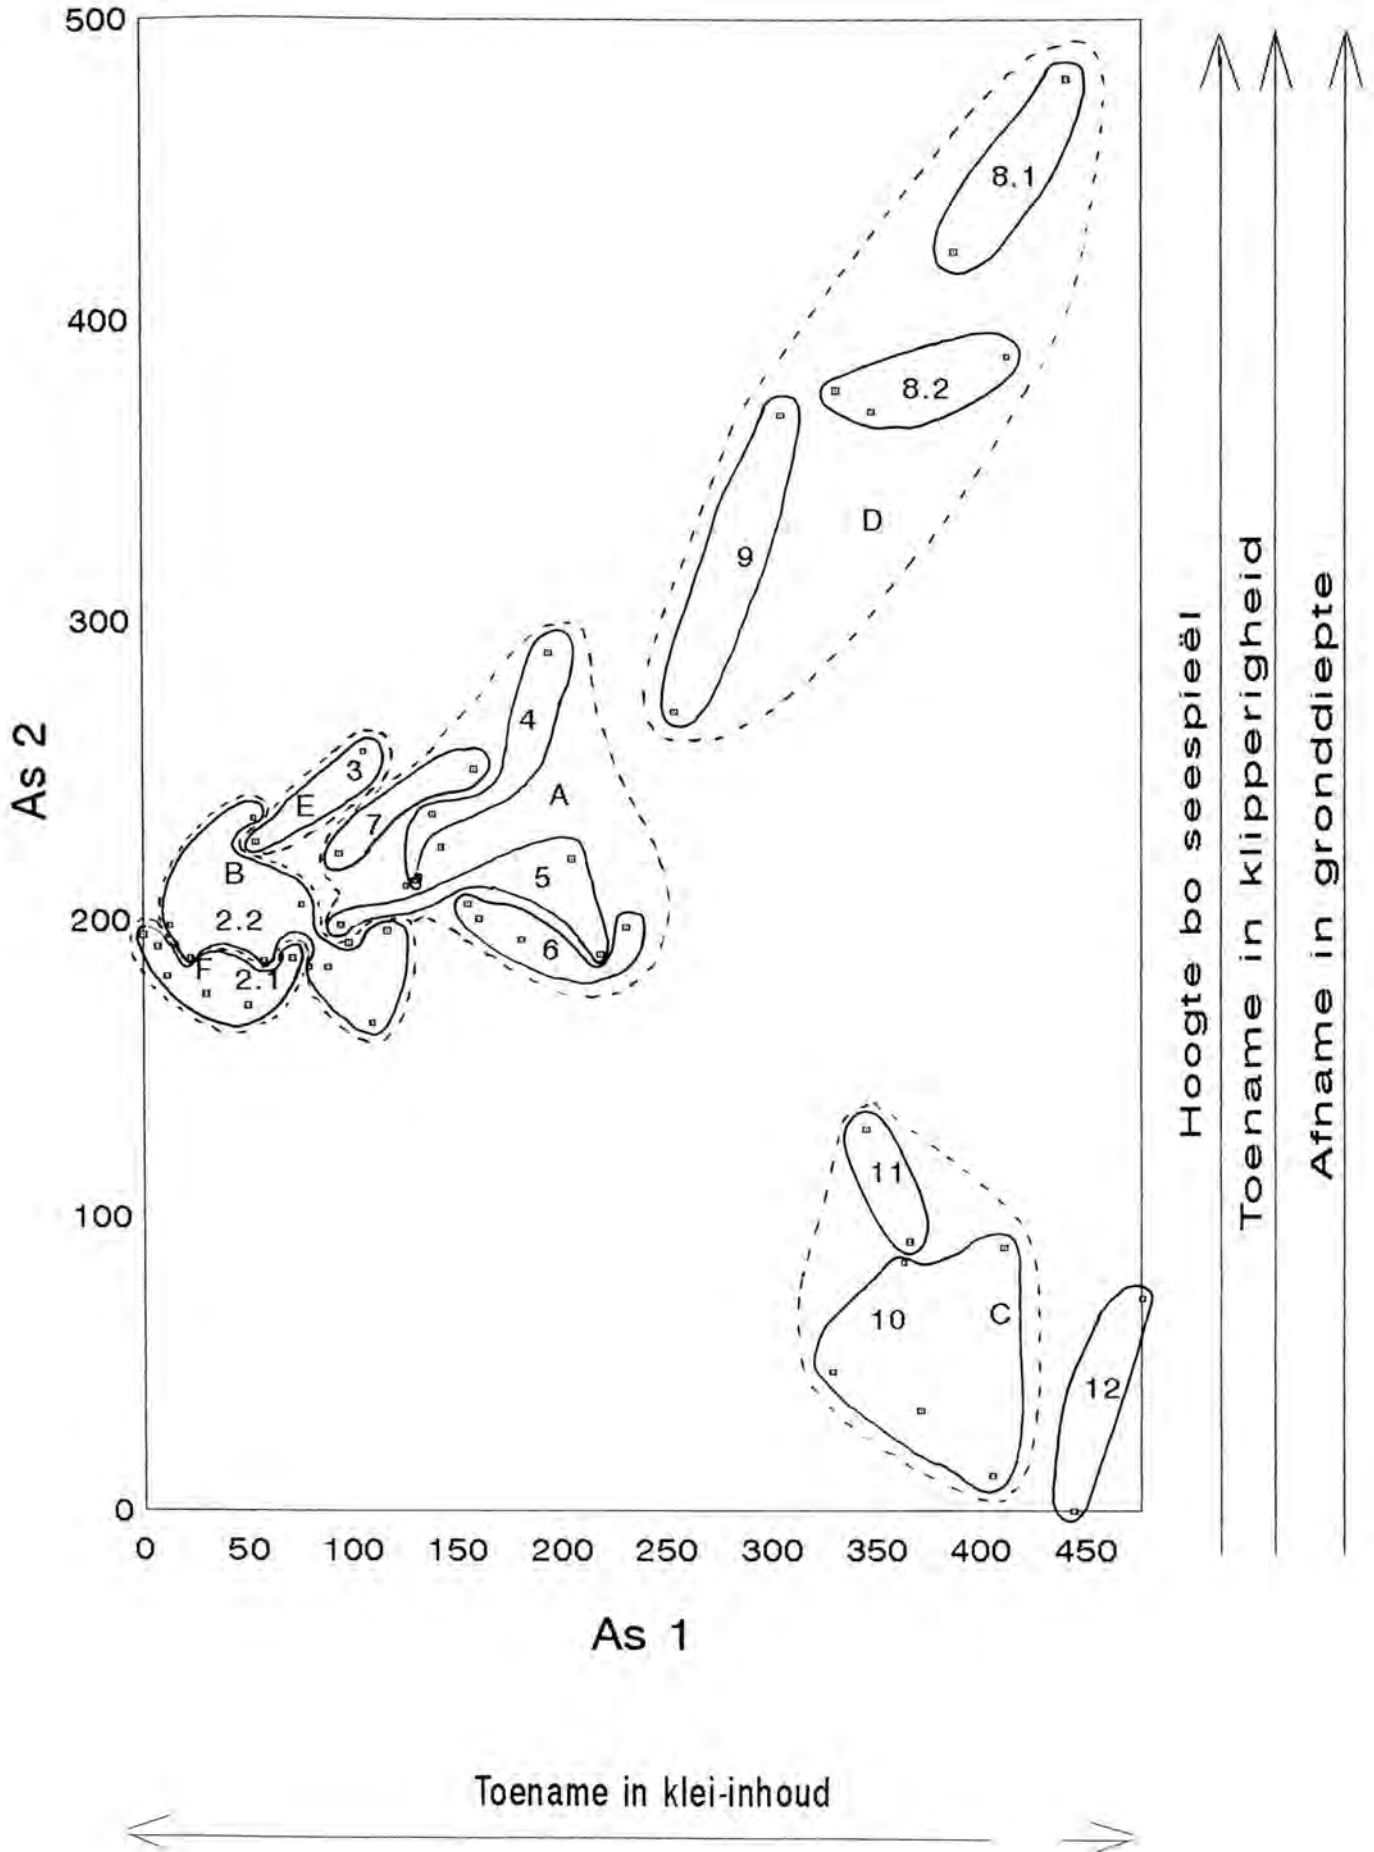 500
400
300
200
100
0
As 2
8.1
8.2
D
9
4
3
E
7
A
B
5
2.2
6
F
2.1
11
10
C
12
0 50 100 150 200 250 300 350 400 450
As 1
Toename in klei-inhoud
Hoogte bo seespieël
Toename in klipperigheid
Afname in gronddiepte